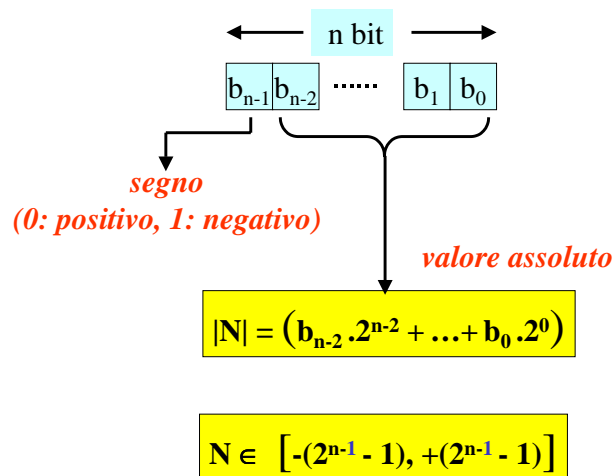 n bit
bₙ₋₁ bₙ₋₂ ...... b₁ b₀
segno
(0: positivo, 1: negativo)
valore assoluto
|N| = (bₙ₋₂ .2ⁿ⁻² + …+ b₀ .2⁰)
N ∈ [-(2ⁿ⁻¹ - 1), +(2ⁿ⁻¹ - 1)]